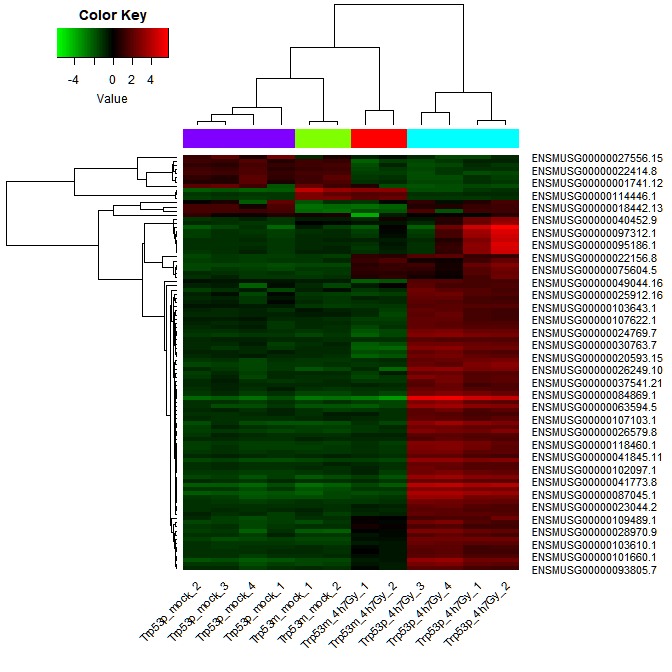 Color Key
-4 0 2 4
Value
ENSMUSG00000027556.15
ENSMUSG00000022414.8
ENSMUSG00000001741.12
ENSMUSG00000114446.1
ENSMUSG00000018442.13
ENSMUSG00000040452.9
ENSMUSG00000097312.1
ENSMUSG00000095186.1
ENSMUSG00000022156.8
ENSMUSG00000075604.5
ENSMUSG00000049044.16
ENSMUSG00000025912.16
ENSMUSG00000103643.1
ENSMUSG00000107622.1
ENSMUSG00000024769.7
ENSMUSG00000030763.7
ENSMUSG00000020593.15
ENSMUSG00000026249.10
ENSMUSG00000037541.21
ENSMUSG00000084869.1
ENSMUSG00000063594.5
ENSMUSG00000107103.1
ENSMUSG00000026579.8
ENSMUSG00000118460.1
ENSMUSG00000041845.11
ENSMUSG00000102097.1
ENSMUSG00000041773.8
ENSMUSG00000087045.1
ENSMUSG00000023044.2
ENSMUSG00000109489.1
ENSMUSG00000028970.9
ENSMUSG00000103610.1
ENSMUSG00000101660.1
ENSMUSG00000093805.7
Trp53p_mock_2
Trp53p_mock_3
Trp53p_mock_4
Trp53p_mock_1
Trp53m_mock_1
Trp53m_mock_2
Trp53m_4h7Gy_1
Trp53m_4h7Gy_2
Trp53p_4h7Gy_3
Trp53p_4h7Gy_4
Trp53p_4h7Gy_1
Trp53p_4h7Gy_2